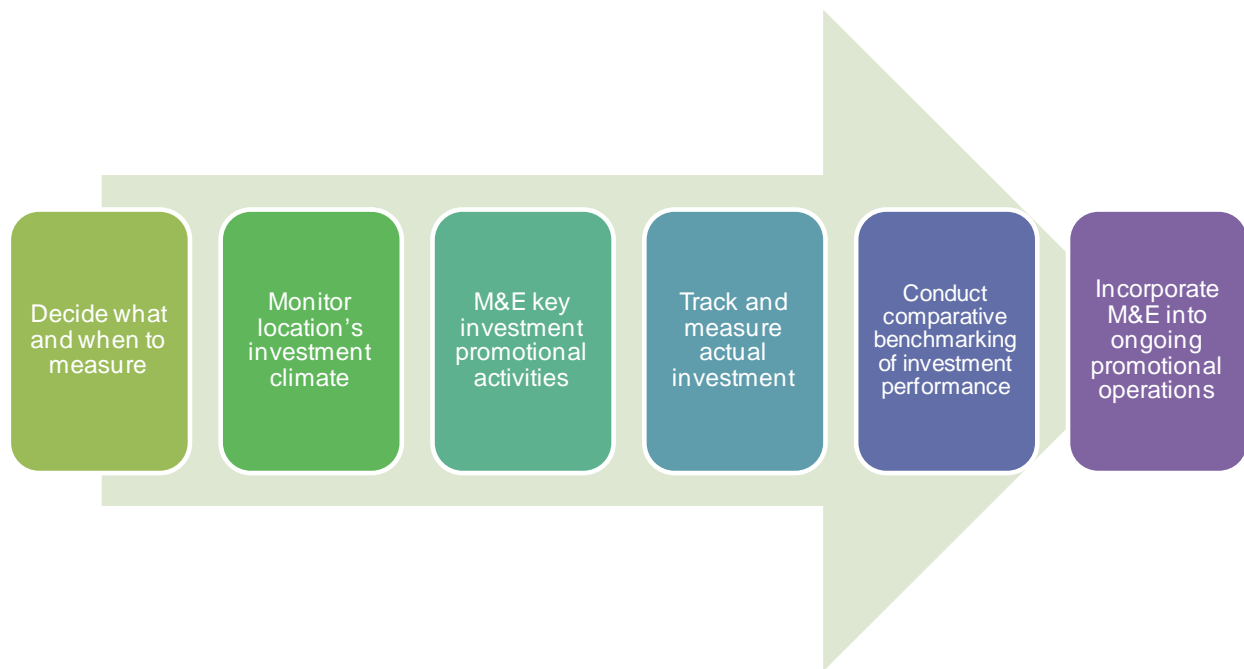 Decide what
and when to
measure
Monitor
location’s
investment
climate
M&E key
investment
promotional
activities
Track and
measure
actual
investment
Conduct
comparative
benchmarking
of investment
performance
Incorporate
M&E into
ongoing
promotional
operations